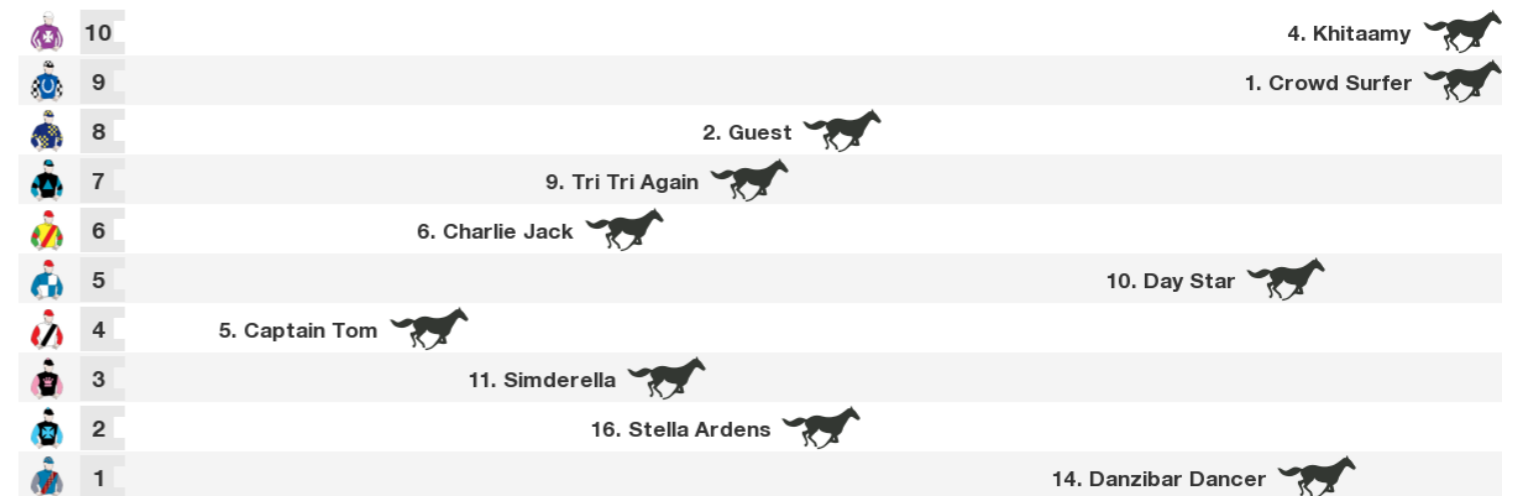 10 4. Khitaamy
9 1. Crowd Surfer
8 2. Guest
7 9. Tri Tri Again
6 6. Charlie Jack
5 10. Day Star
4 5. Captain Tom
3 11. Simderella
2 16. Stella Ardens
1 14. Danzibar Dancer